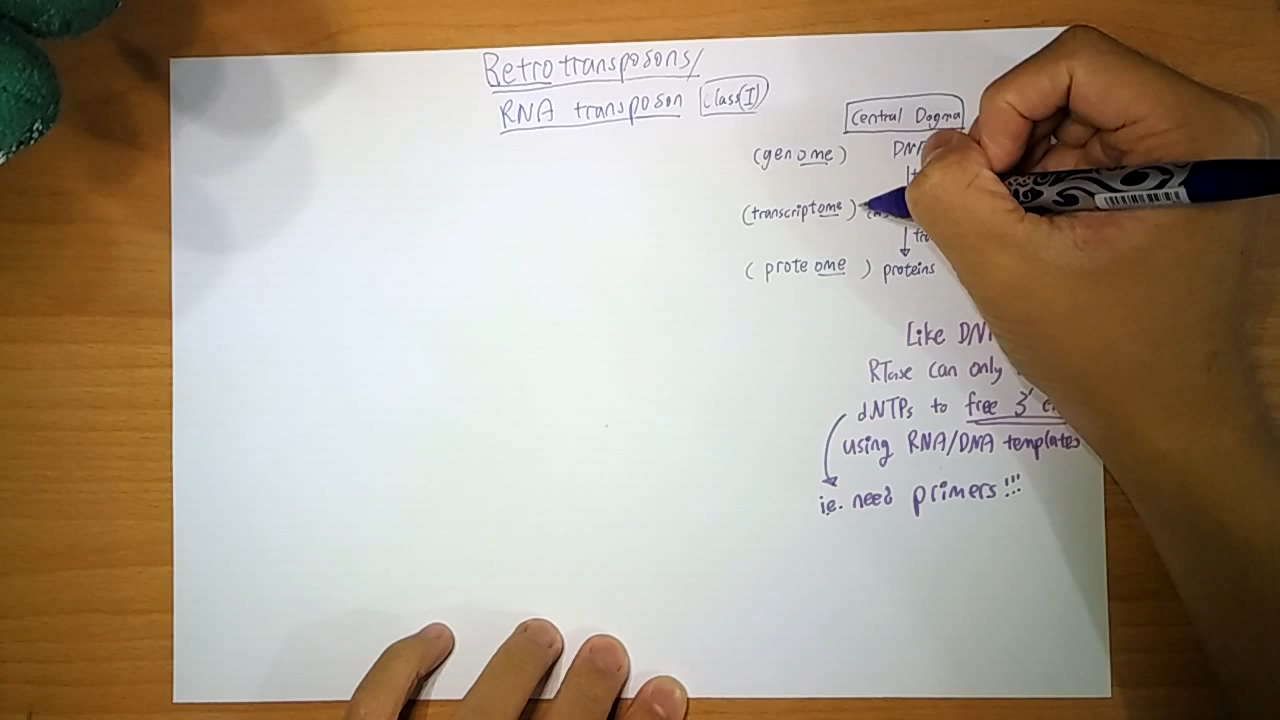 Retrotransposons/
RNA transposon Class(I)
Central Dogma
(genome)
(transcriptome)
(proteome) proteins
Like
RTase can only
dNTPs to free 3'
using RNA/DNA templates
i.e. need primers!!!